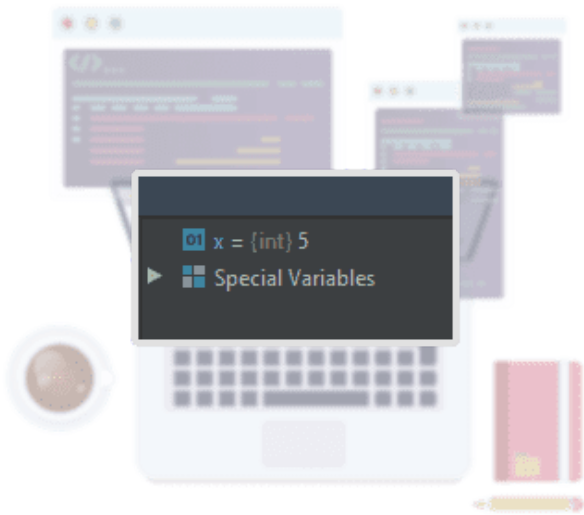 </>
01 x = {int} 5
Special Variables